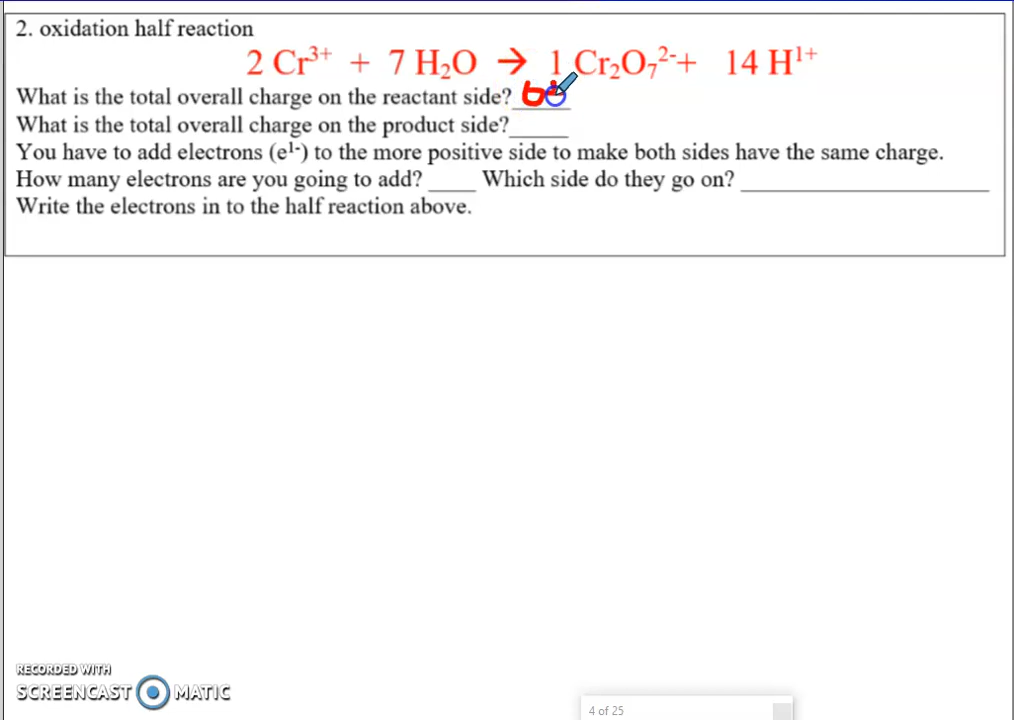 2. oxidation half reaction
2 Cr³⁺ + 7 H₂O → 1 Cr₂O₇²⁻ + 14 H¹⁺
What is the total overall charge on the reactant side? 6
What is the total overall charge on the product side?_____
You have to add electrons (e¹⁻) to the more positive side to make both sides have the same charge.
How many electrons are you going to add? ____ Which side do they go on? ______________________
Write the electrons in to the half reaction above.
RECORDED WITH
SCREENCAST MATIC
4 of 25